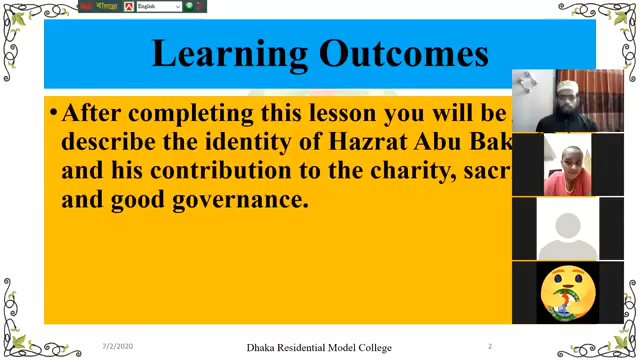 বাংলা
English
Learning Outcomes
• After completing this lesson you will be
describe the identity of Hazrat Abu Bak
and his contribution to the charity, sacr
and good governance.
7/2/2020
Dhaka Residential Model College
2